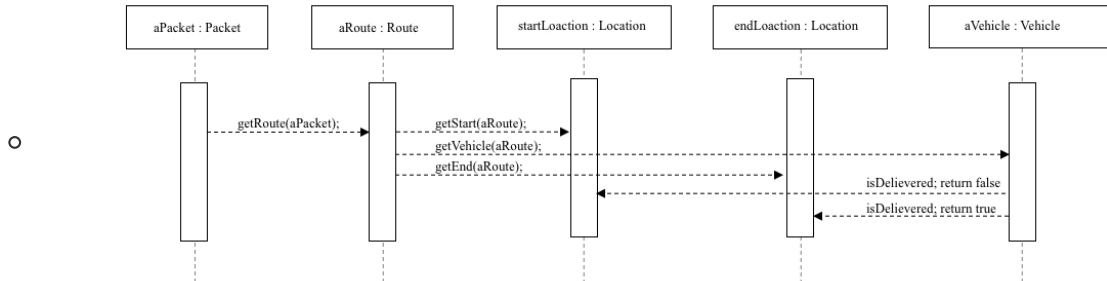 aPacket : Packet
aRoute : Route
startLoaction : Location
endLoaction : Location
aVehicle : Vehicle
getRoute(aPacket);
getStart(aRoute);
getVehicle(aRoute);
getEnd(aRoute);
isDelievered; return false
isDelievered; return true